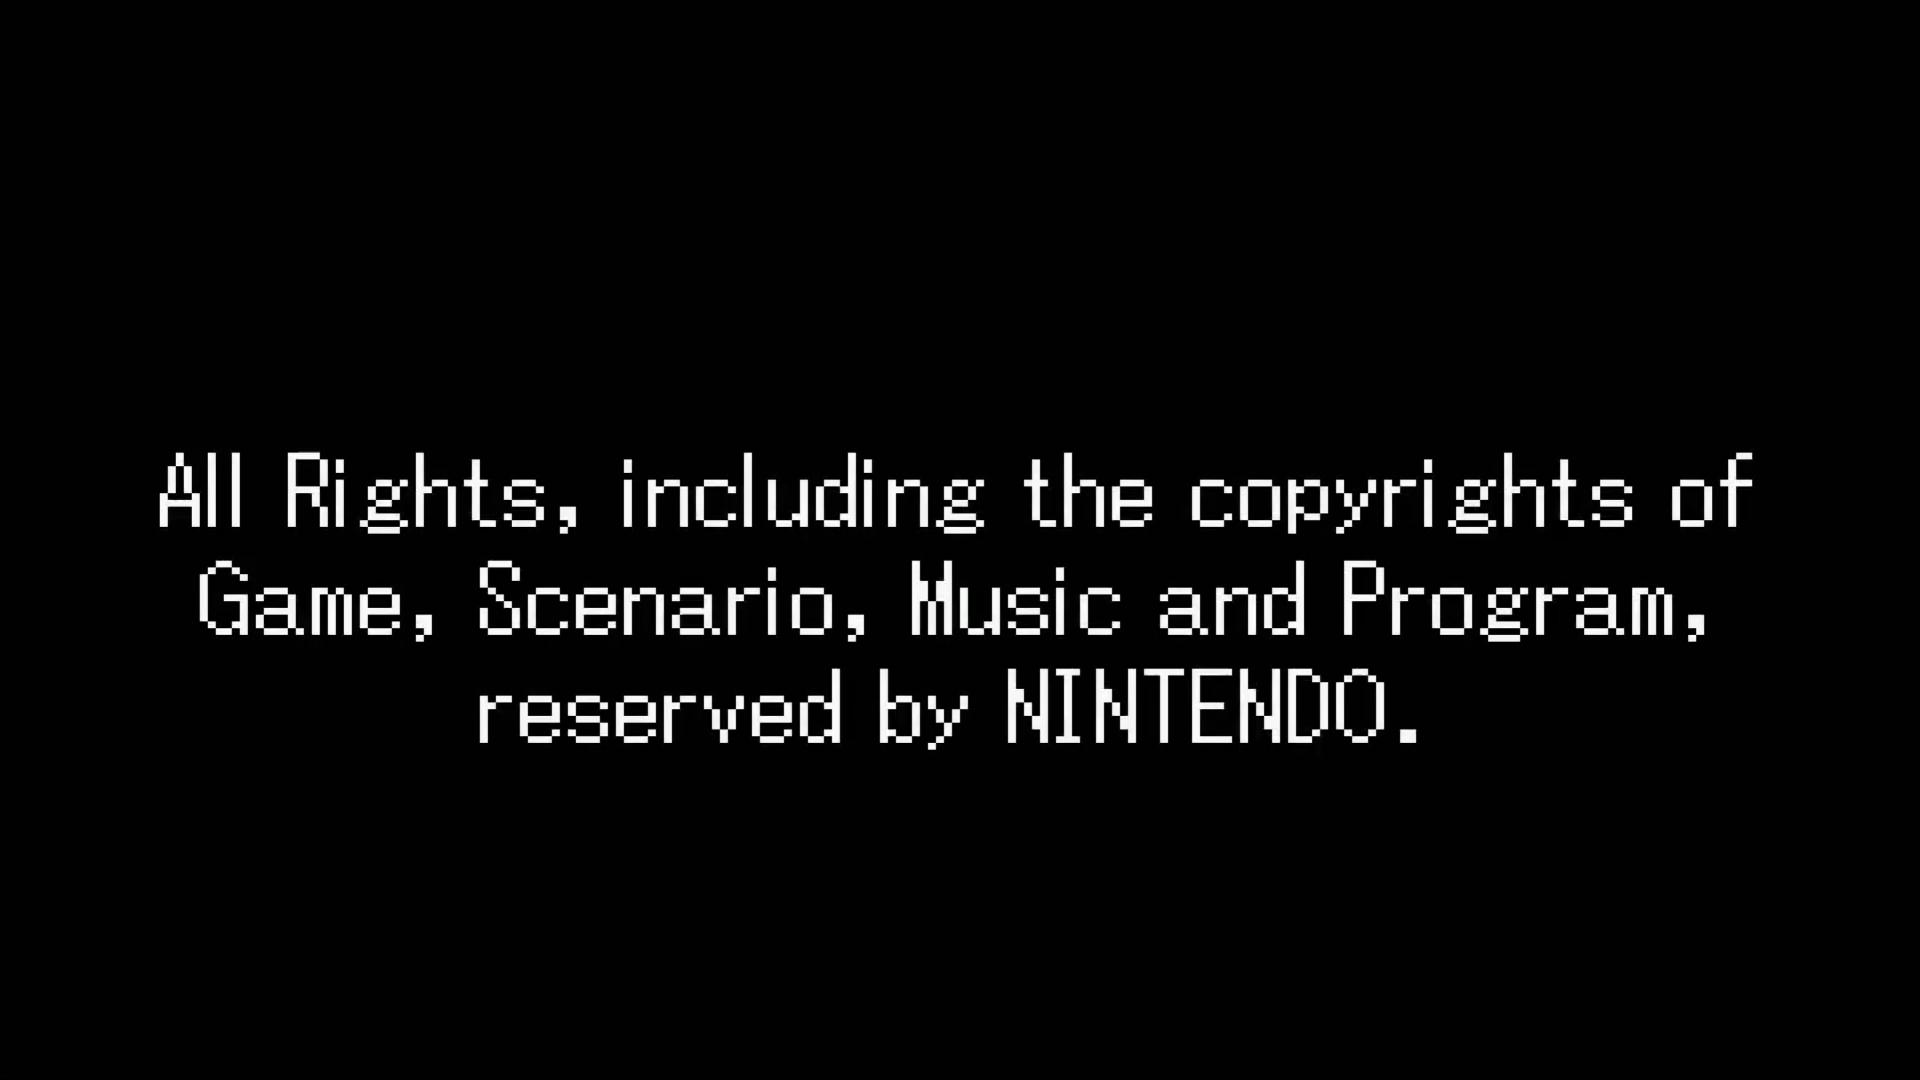 All Rights, including the copyrights of
Game, Scenario, Music and Program,
reserved by NINTENDO.